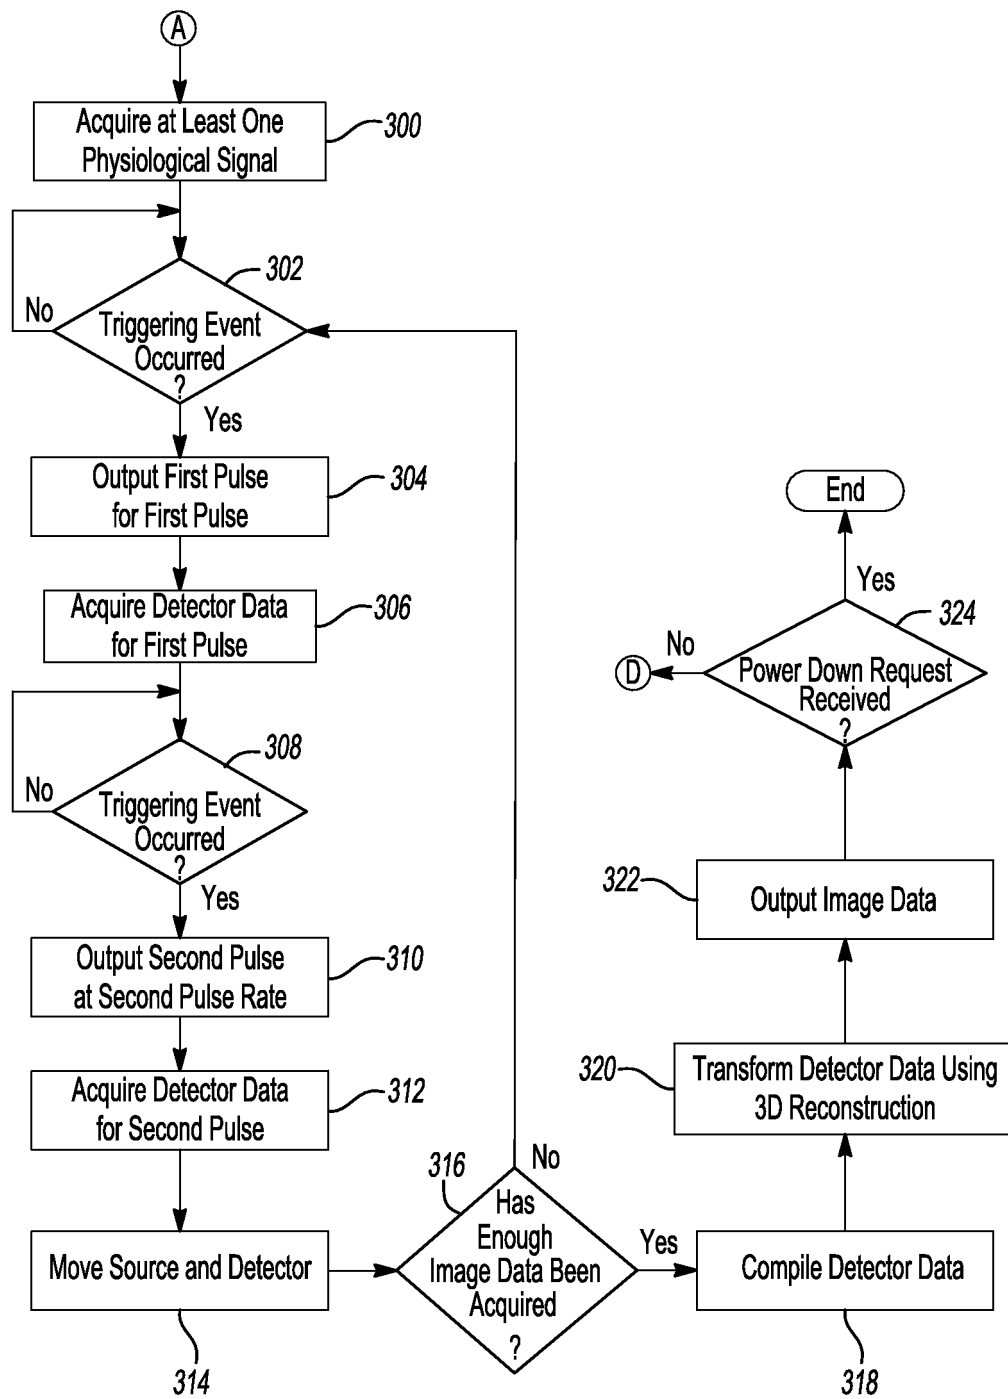 A
Acquire at Least One
Physiological Signal
300
302
No
Triggering Event
Occurred
?
Yes
Output First Pulse
for First Pulse
304
Acquire Detector Data
for First Pulse
306
308
No
Triggering Event
Occurred
?
Yes
Output Second Pulse
at Second Pulse Rate
310
Acquire Detector Data
for Second Pulse
312
Move Source and Detector
314
316
No
Has
Enough
Image Data Been
Acquired
?
Yes
Compile Detector Data
318
320
Transform Detector Data Using
3D Reconstruction
322
Output Image Data
324
Power Down Request
Received
?
No
D
Yes
End